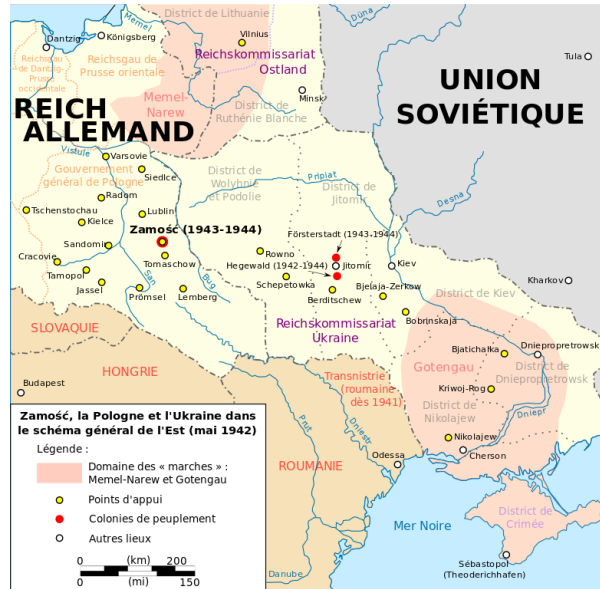 District de Lithuanie
Düna
Memel
Dantzig
Königsberg
Vilnius
Reichsgau
de Dantzig-
Prusse
occidentale
Reichsgau de
Prusse orientale
Reichskommissariat
Ostland
Tula
Memel-
Narew
Minsk
UNION
SOVIÉTIQUE
REICH
ALLEMAND
District de
Ruthénie Blanche
Vistule
Varsovie
Gouvernement
général de Pologne
Siedlce
District de
Wolynhie
et Podolie
Pripiat
District de
Jitomir
Desna
Radom
Tschenstochau
Kielce
Lublin
Zamość (1943-1944)
Försterstadt (1943-1944)
Sandomir
Cracovie
Tomaschow
Rowno
Hegewald (1942-1944)
Jitomir
Kiev
Tarnopol
San
Bug
Schepetowka
Jassel
Prömsel
Lemberg
Berditschew
Bjelaja-Zerkow
Kharkov
District de Kiev
Bobrinskaja
SLOVAQUIE
Reichskommissariat
Ukraine
Bjatichatka
Dniepropretrowsk
HONGRIE
Gotengau
District de
Dniepropetrowsk
Transnistrie
(roumaine
dès 1941)
Kriwoj-Rog
Budapest
District de
Nikolajew
Dniepr
Prut
Dniestr
Nikolajew
Cherson
ROUMANIE
Odessa
Mer Noire
District de
Crimée
Sébastopol
(Theoderichhafen)
Danube
Zamość, la Pologne et l'Ukraine dans
le schéma général de l'Est (mai 1942)
Légende :
Domaine des « marches » :
Memel-Narew et Gotengau
Points d'appui
Colonies de peuplement
Autres lieux
0 (km) 200
0 (mi) 150